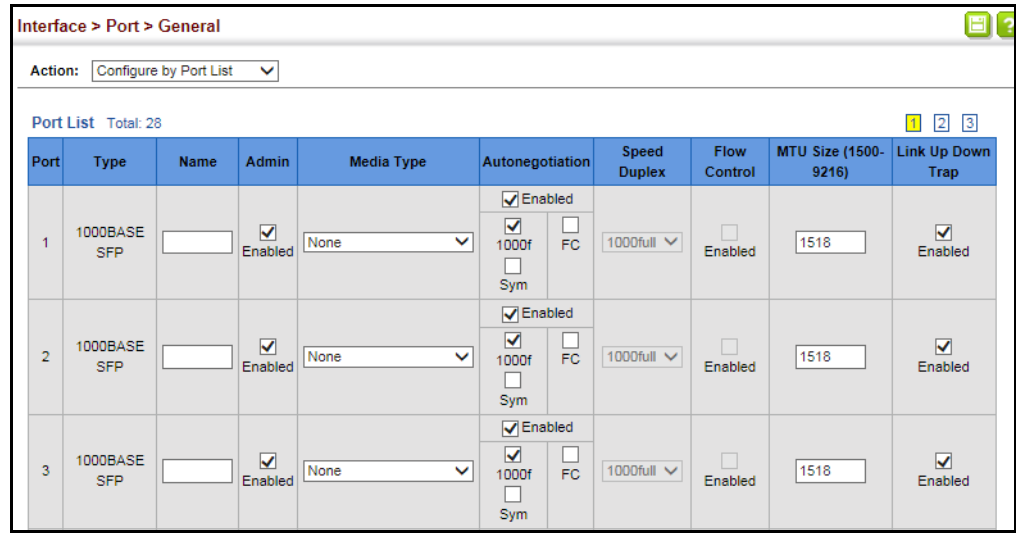 Interface > Port > General
?
Action: Configure by Port List
Port List Total: 28 1 2 3
Port Type Name Admin Media Type Autonegotiation Speed Duplex Flow Control MTU Size (1500-9216) Link Up Down Trap
Enabled
1 1000BASE SFP Enabled None 1000f FC 1000full Enabled 1518 Enabled
Sym
Enabled
2 1000BASE SFP Enabled None 1000f FC 1000full Enabled 1518 Enabled
Sym
Enabled
3 1000BASE SFP Enabled None 1000f FC 1000full Enabled 1518 Enabled
Sym